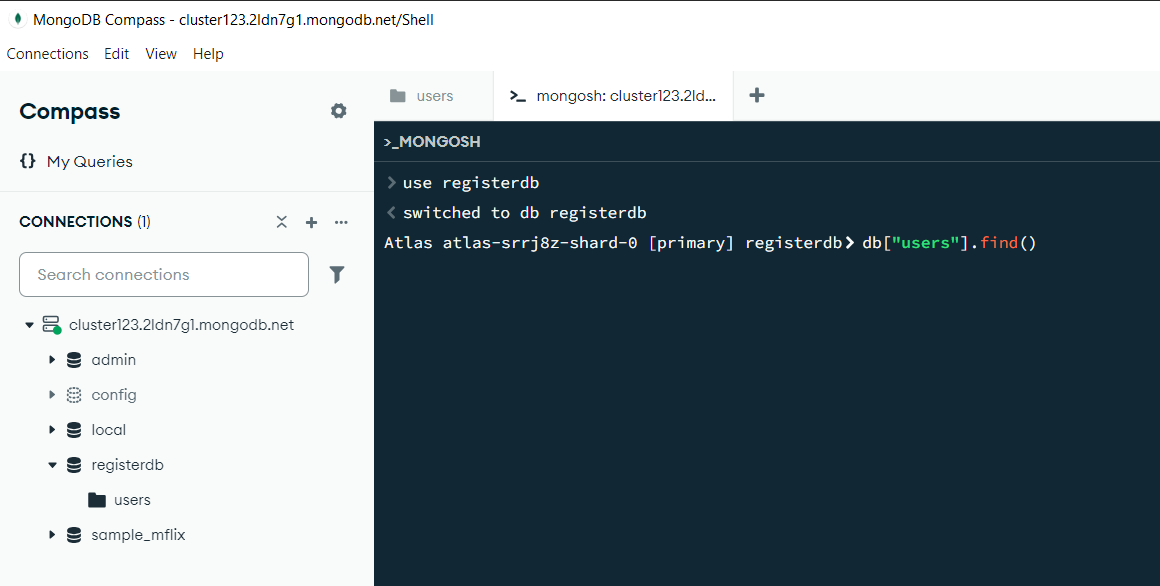 MongoDB Compass - cluster123.2ldn7g1.mongodb.net/Shell
Connections Edit View Help
Compass
My Queries
CONNECTIONS (1)
Search connections
cluster123.2ldn7g1.mongodb.net
admin
config
local
registerdb
users
sample_mflix
users
>_ mongosh: cluster123.2ld...
>_MONGOSH
> use registerdb
< switched to db registerdb
Atlas atlas-srrj8z-shard-0 [primary] registerdb> db["users"].find()